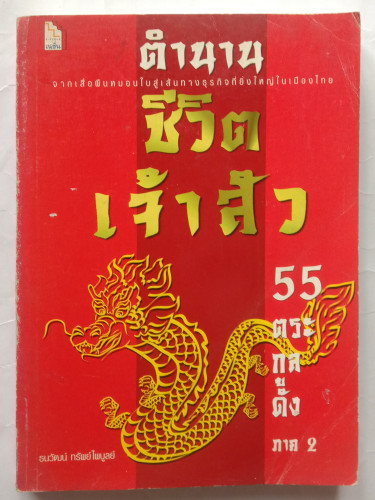 ตำนาน
จากเสื่อผืนหมอนใบสู่เส้นทางธุรกิจที่ยิ่งใหญ่ในเมืองไทย
ชีวิต
เจ้าสัว
55
ตระ
กูล
ดัง
ภาค 2
ธนวัฒน์ ทรัพย์ไพบูลย์